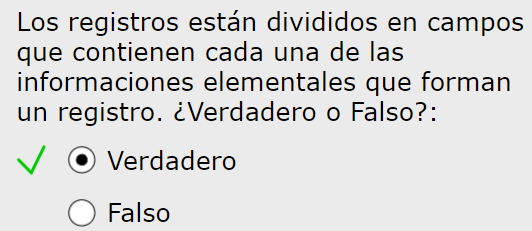 Los registros están divididos en campos
que contienen cada una de las
informaciones elementales que forman
un registro. ¿Verdadero o Falso?:
Verdadero
Falso